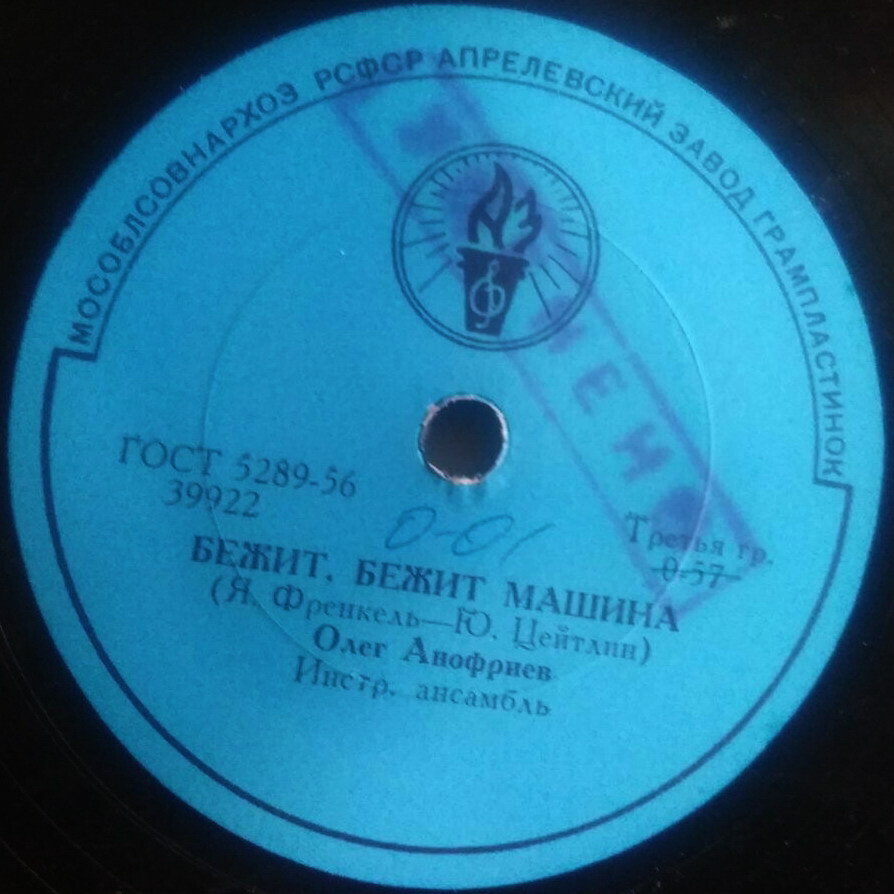 МОСОБЛСОВНАРХОЗ РСФСР АПРЕЛЕВСКИЙ ЗАВОД ГРАМПЛАСТИНОК
АЗ
ГОСТ 5289-56
39922
0-01
Третья гр.
0-57
БЕЖИТ, БЕЖИТ МАШИНА
(Я. Френкель—Ю. Цейтлин)
Олег Анофриев
Инстр. ансамбль